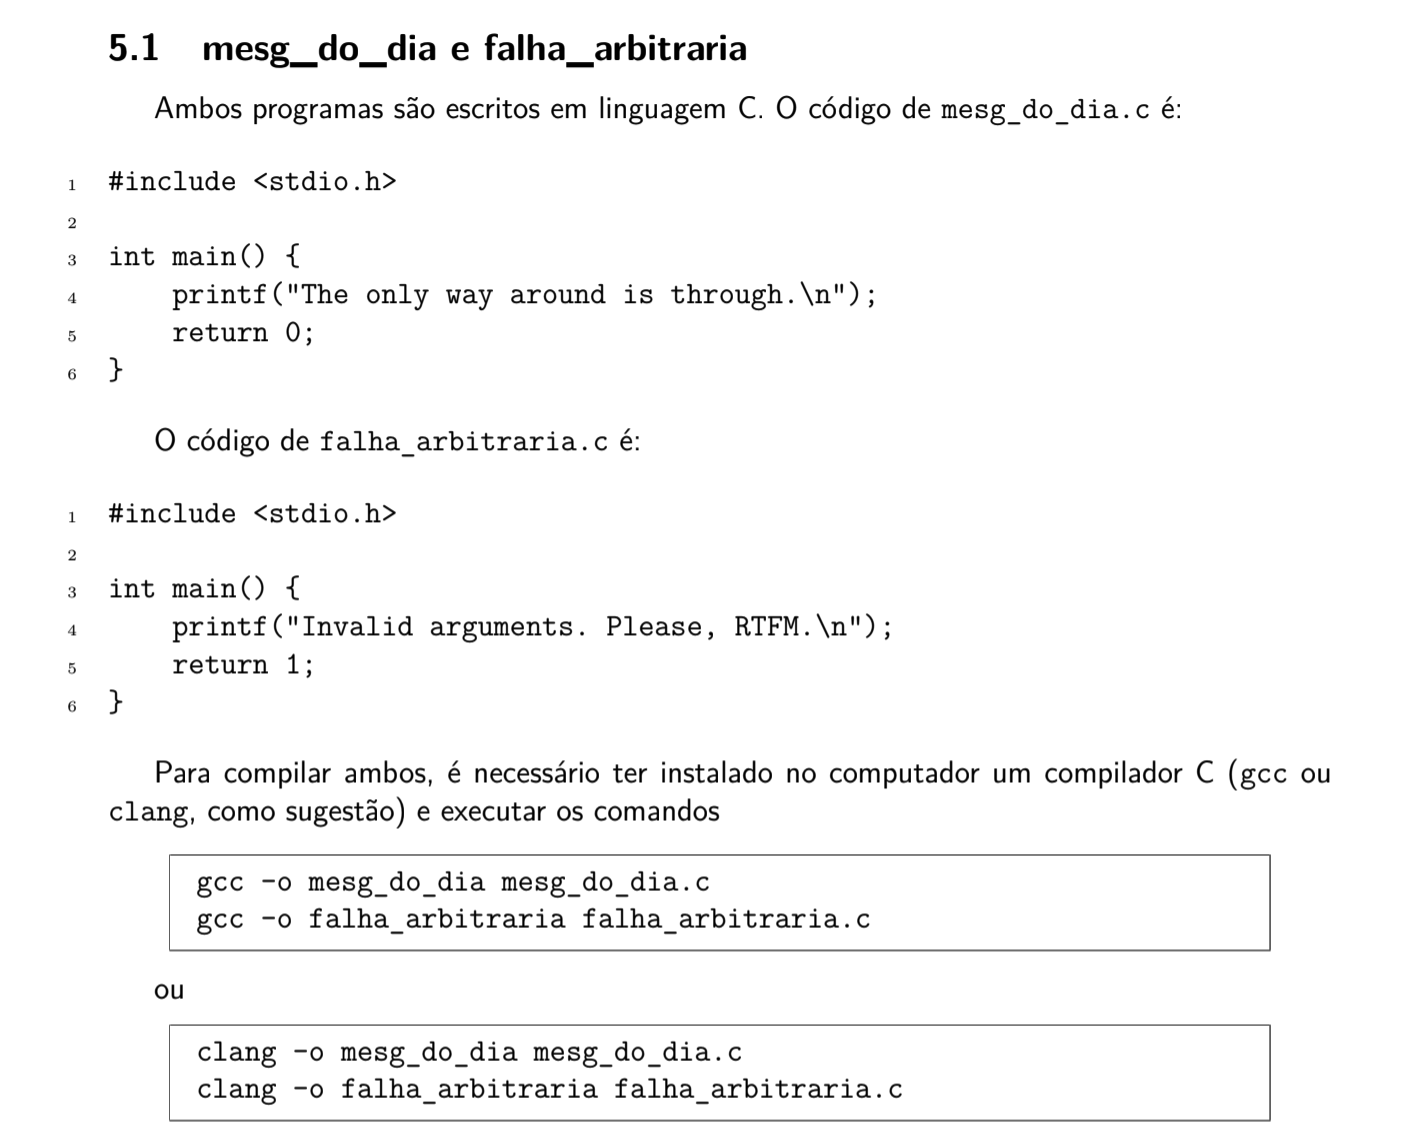 5.1 mesg_do_dia e falha_arbitraria
Ambos programas são escritos em linguagem C. O código de mesg_do_dia.c é:
1 #include <stdio.h>
2
3 int main() {
4     printf("The only way around is through.\n");
5     return 0;
6 }
O código de falha_arbitraria.c é:
1 #include <stdio.h>
2
3 int main() {
4     printf("Invalid arguments. Please, RTFM.\n");
5     return 1;
6 }
Para compilar ambos, é necessário ter instalado no computador um compilador C (gcc ou
clang, como sugestão) e executar os comandos
gcc -o mesg_do_dia mesg_do_dia.c
gcc -o falha_arbitraria falha_arbitraria.c
ou
clang -o mesg_do_dia mesg_do_dia.c
clang -o falha_arbitraria falha_arbitraria.c